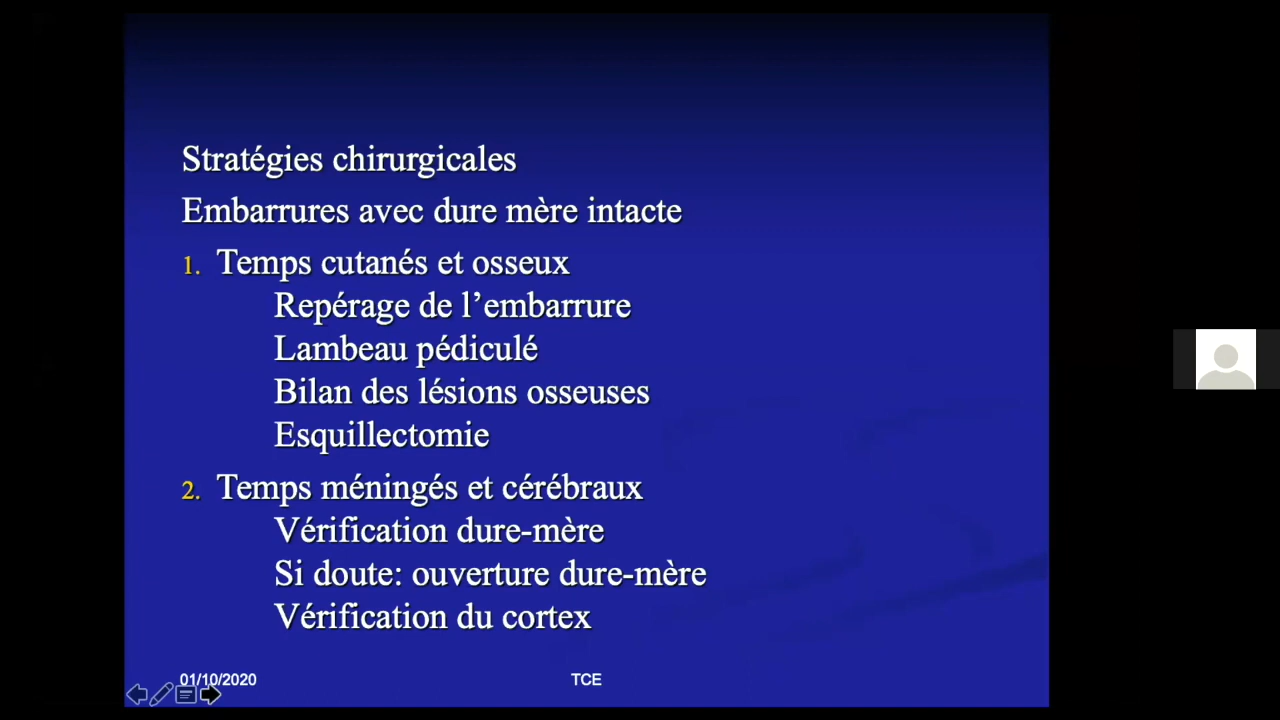 Stratégies chirurgicales
Embarrures avec dure mère intacte
1. Temps cutanés et osseux
Repérage de l’embarrure
Lambeau pédiculé
Bilan des lésions osseuses
Esquillectomie
2. Temps méningés et cérébraux
Vérification dure-mère
Si doute: ouverture dure-mère
Vérification du cortex
01/10/2020 TCE